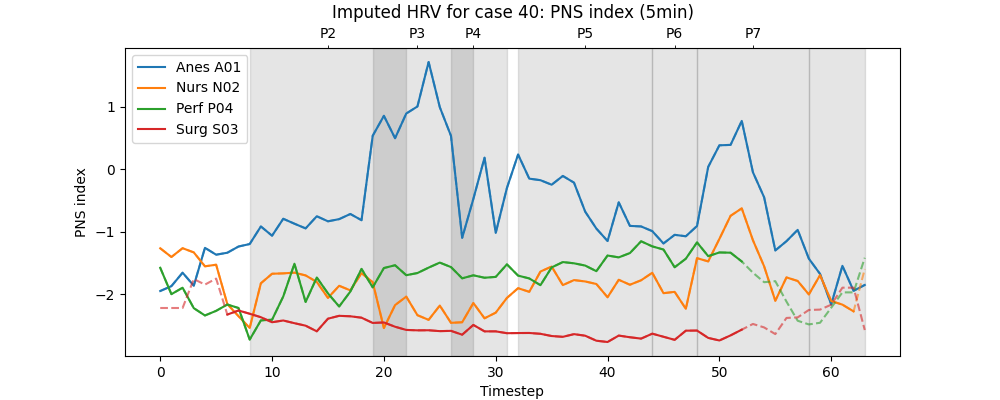 Imputed HRV for case 40: PNS index (5min)
P2 P3 P4 P5 P6 P7
Anes A01
Nurs N02
Perf P04
Surg S03
PNS index
1
0
−1
−2
0 10 20 30 40 50 60
Timestep